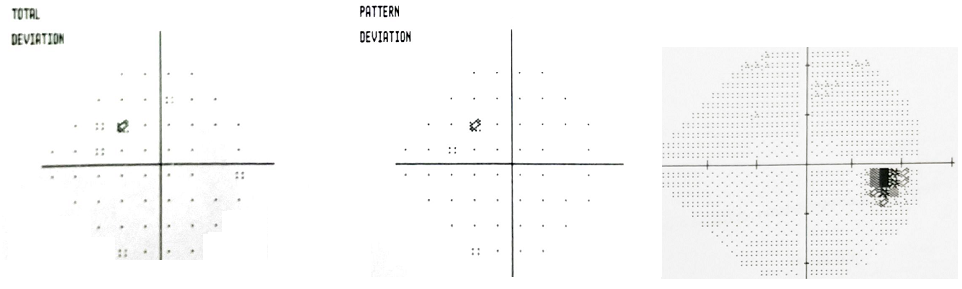 TOTAL
DEVIATION
PATTERN
DEVIATION